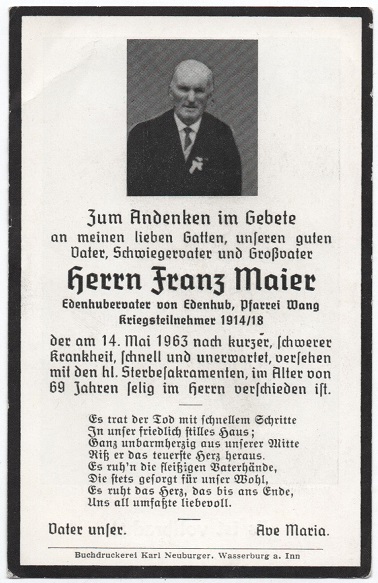 Zum Andenken im Gebete
an meinen lieben Gatten, unseren guten
Vater, Schwiegervater und Großvater
Herrn Franz Maier
Edenhubervater von Edenhub, Pfarrei Wang
Kriegsteilnehmer 1914/18
der am 14. Mai 1963 nach kurzer, schwerer
Krankheit, schnell und unerwartet, versehen
mit den hl. Sterbesakramenten, im Alter von
69 Jahren selig im Herrn verschieden ist.
Es trat der Tod mit schnellem Schritte
In unser friedlich stilles Haus;
Ganz unbarmherzig aus unserer Mitte
Riß er das teuerste Herz heraus.
Es ruh'n die fleißigen Vaterhände,
Die stets gesorgt für unser Wohl,
Es ruht das Herz, das bis ans Ende,
Uns all umfaßte liebevoll.
Vater unser. Ave Maria.
Buchdruckerei Karl Neuburger, Wasserburg a. Inn